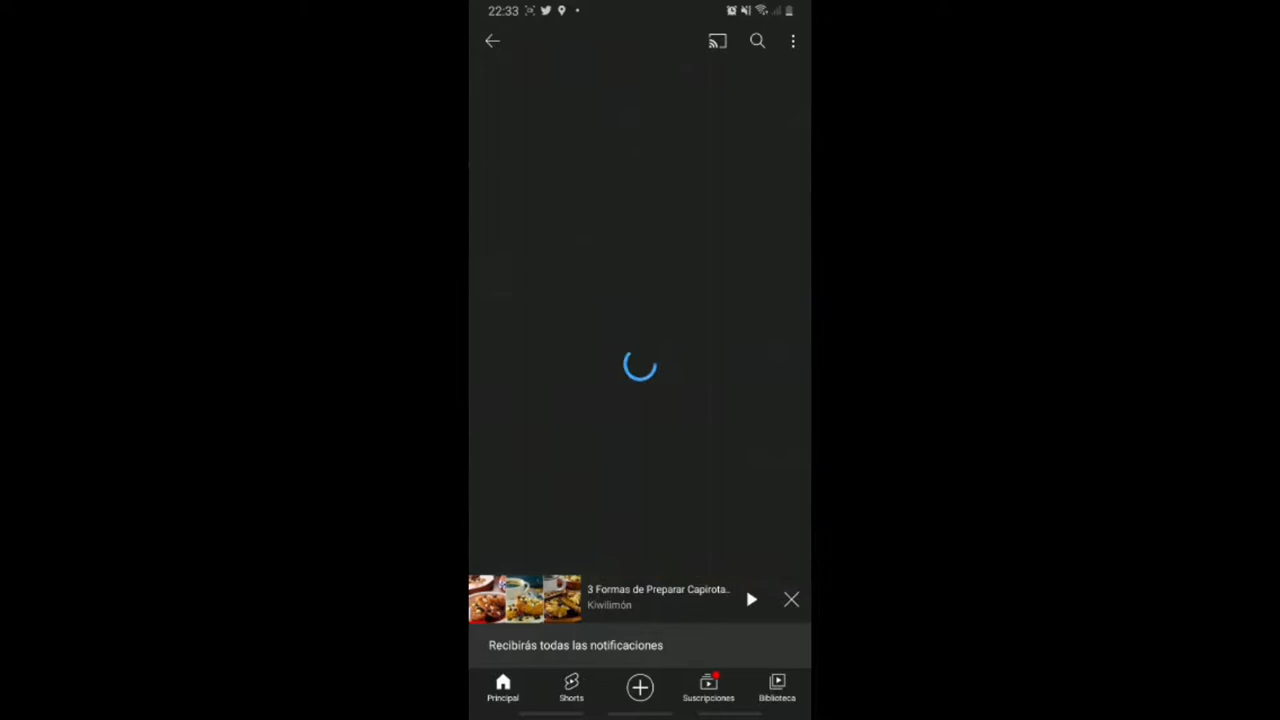 22:33
3 Formas de Preparar Capirota..
Kiwilimón
Recibirás todas las notificaciones
Principal
Shorts
Suscripciones
Biblioteca